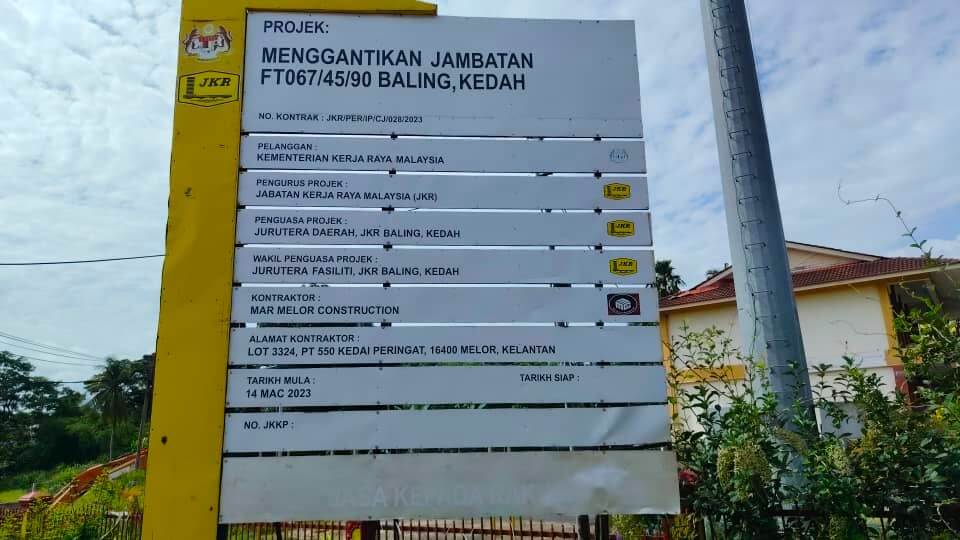 PROJEK:
MENGGANTIKAN JAMBATAN
FT067/45/90 BALING, KEDAH
JKR
NO. KONTRAK : JKR/PER/IP/CJ/028/2023
PELANGGAN :
KEMENTERIAN KERJA RAYA MALAYSIA
PENGURUS PROJEK :
JABATAN KERJA RAYA MALAYSIA (JKR)
JKR
PENGUASA PROJEK :
JURUTERA DAERAH, JKR BALING, KEDAH
JKR
WAKIL PENGUASA PROJEK :
JURUTERA FASILITI, JKR BALING, KEDAH
JKR
KONTRAKTOR :
MAR MELOR CONSTRUCTION
ALAMAT KONTRAKTOR :
LOT 3324, PT 550 KEDAI PERINGAT, 16400 MELOR, KELANTAN
TARIKH MULA : TARIKH SIAP :
14 MAC 2023
NO. JKKP :